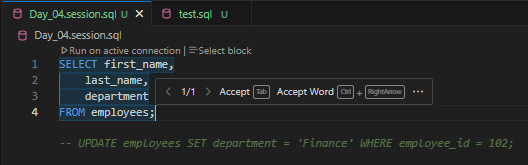 Day_04.session.sql U test.sql U
Day_04.session.sql
Run on active connection | Select block
1 SELECT first_name,
2 last_name,
3 department
1/1 Accept Tab Accept Word Ctrl + RightArrow ...
4 FROM employees;
-- UPDATE employees SET department = 'Finance' WHERE employee_id = 102;